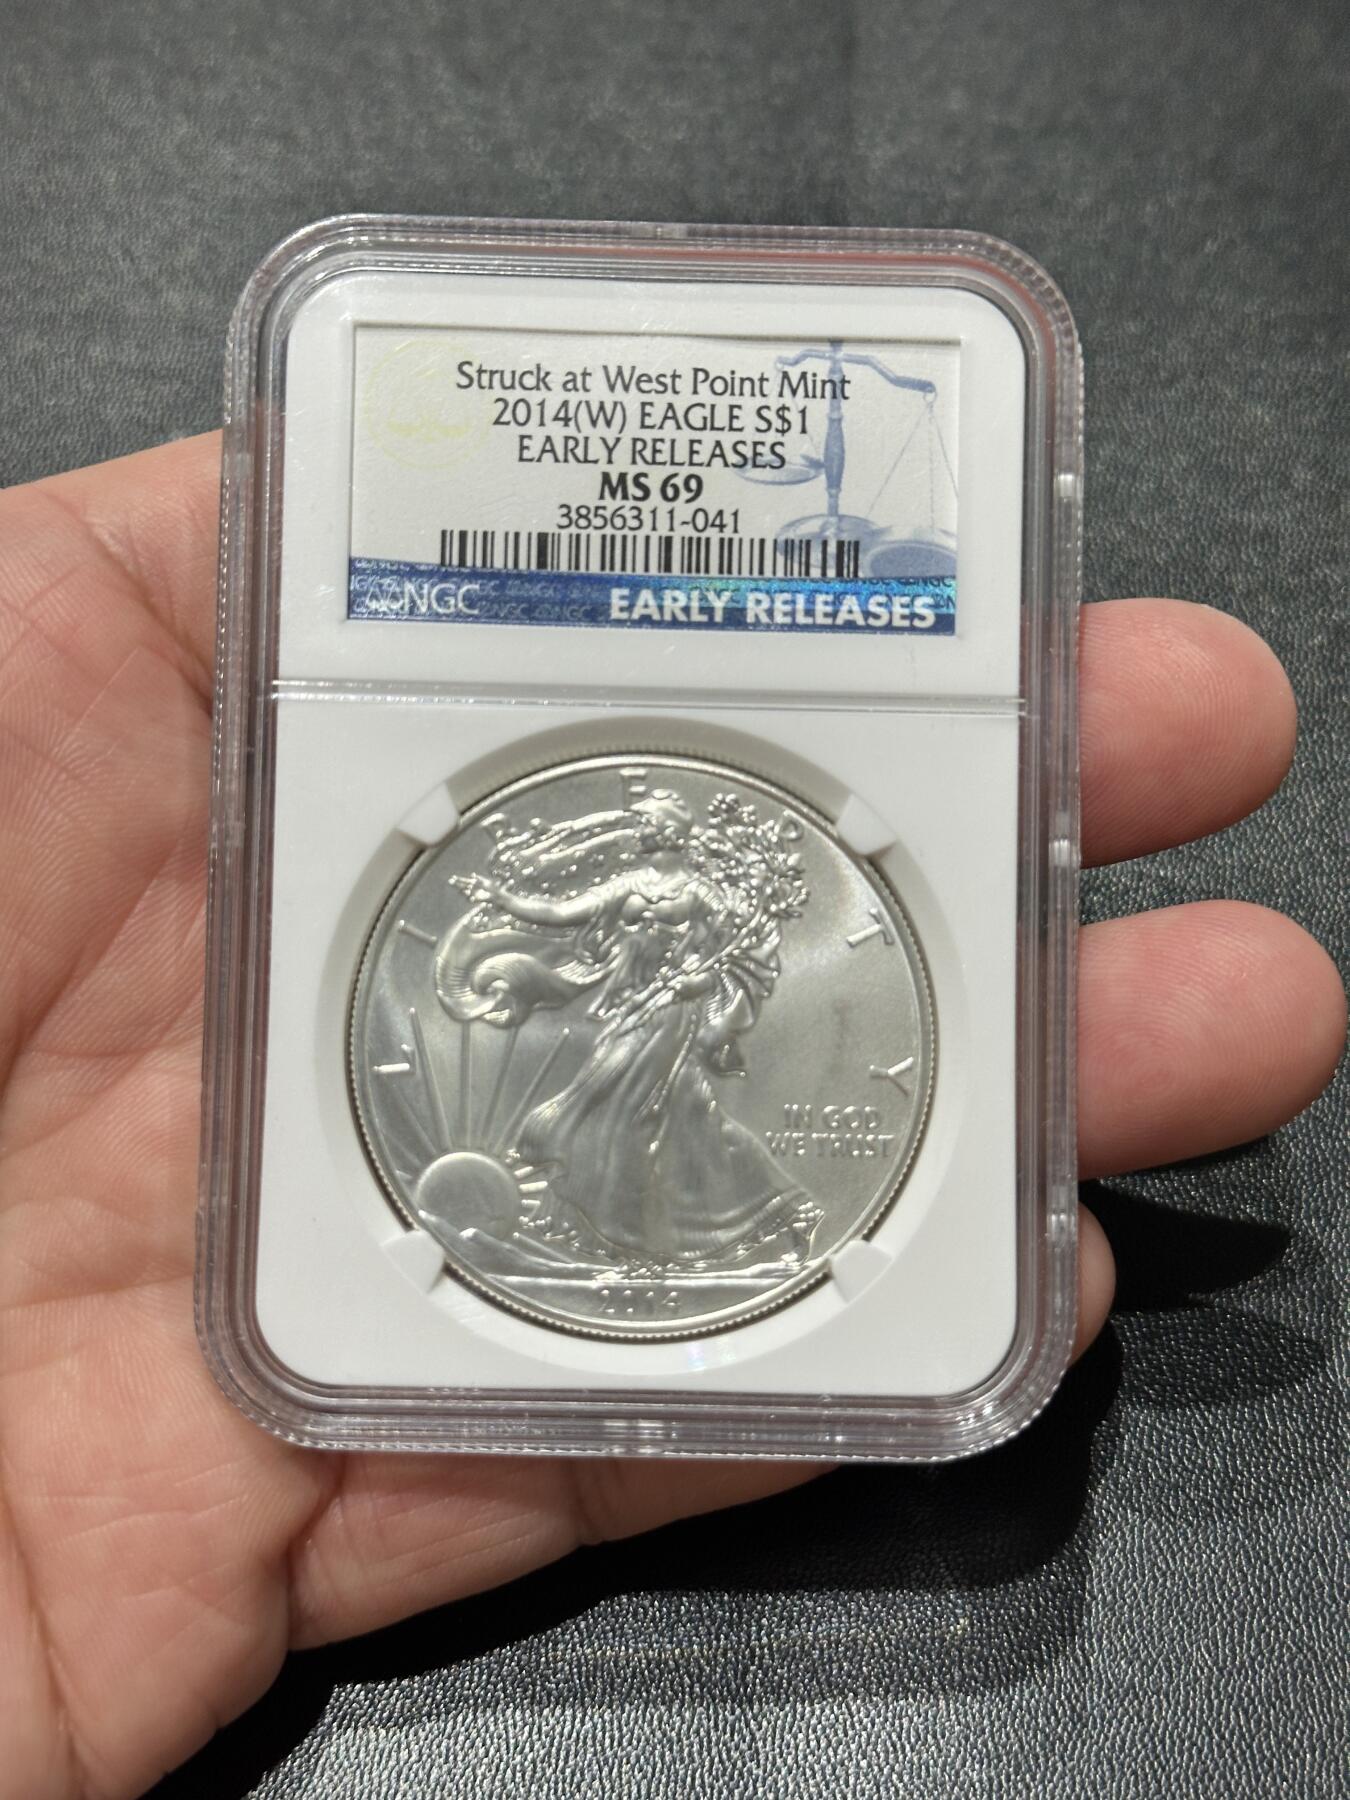 Struck at West Point Mint
2014(W) EAGLE S$1
EARLY RELEASES
MS 69
3856311-041
NGC EARLY RELEASES
LIBERTY
IN GOD
WE TRUST
2014